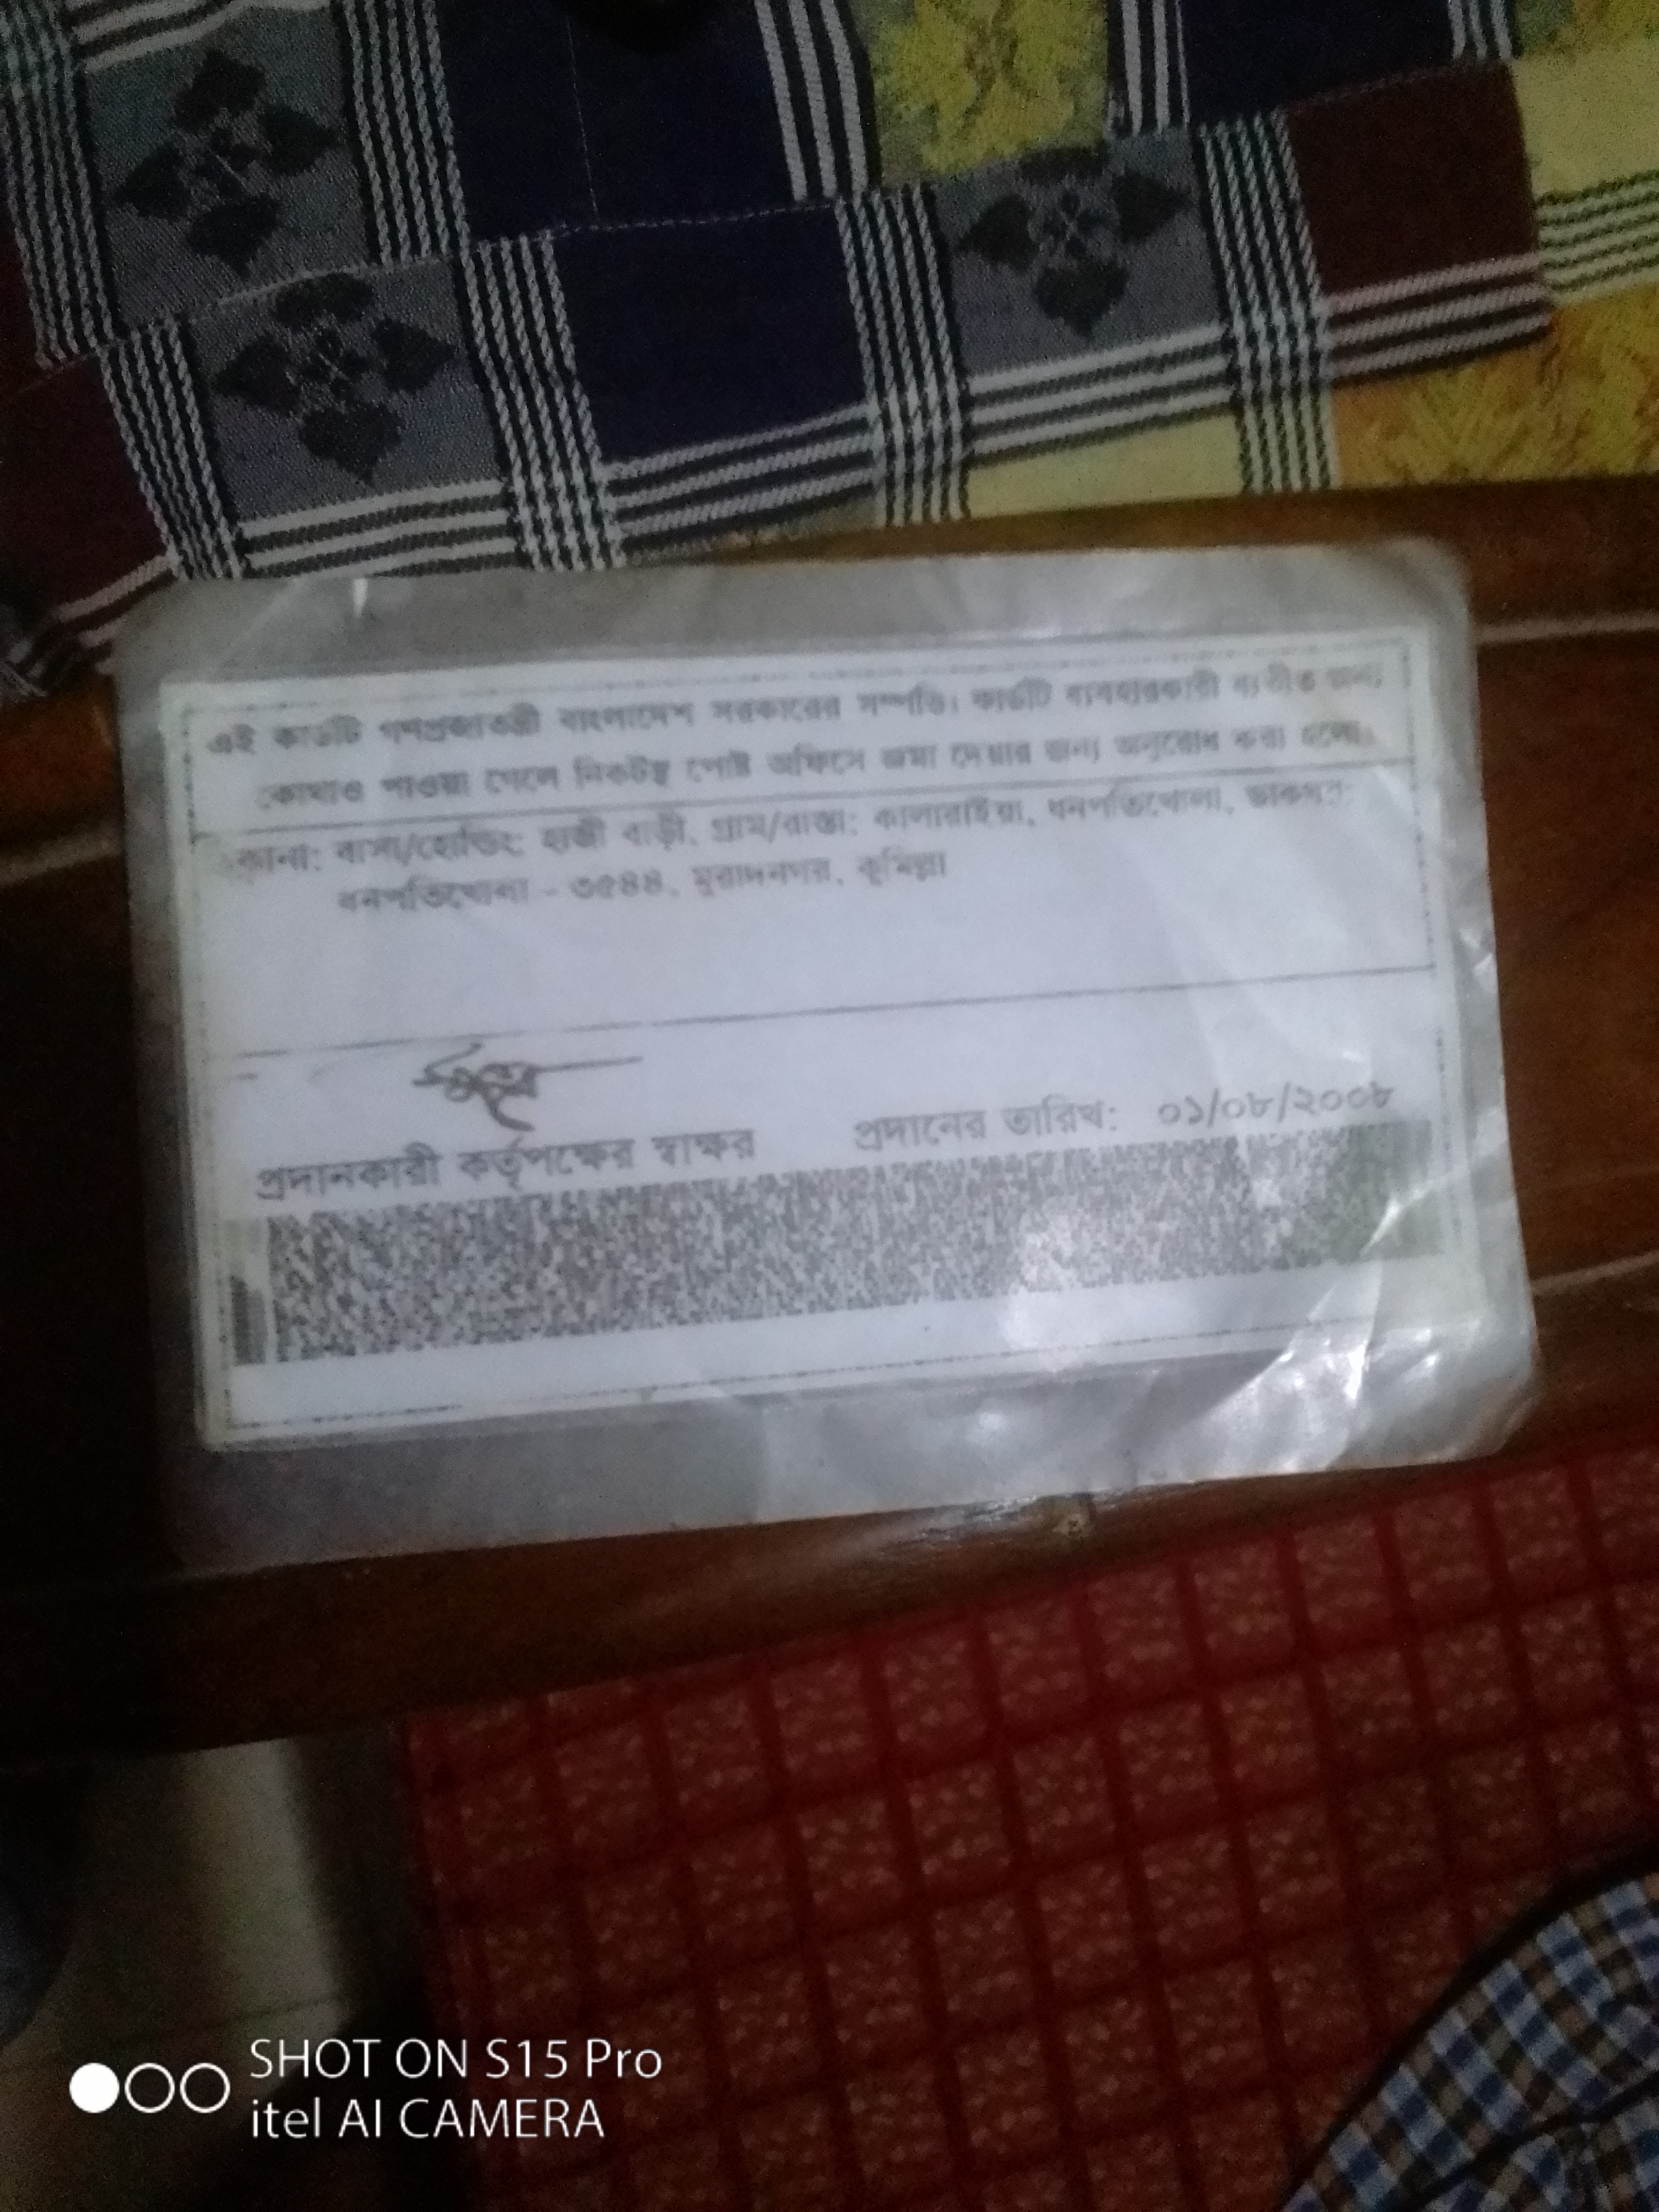 এই কার্ডটি গণপ্রজাতন্ত্রী বাংলাদেশ সরকারের সম্পত্তি। কার্ডটি ব্যবহারকারী ব্যতীত অন্য
কোথাও পাওয়া গেলে নিকটস্থ পোষ্ট অফিসে জমা দেয়ার জন্য অনুরোধ করা হলো।
বাসা/হোল্ডিং: হাজী বাড়ী, গ্রাম/রাস্তা: কালারাইয়া, ধনপতিখোলা, ডাকঘর:
ধনপতিখোলা - ৩৫৪৪, মুরাদনগর, কুমিল্লা
প্রদানকারী কর্তৃপক্ষের স্বাক্ষর প্রদানের তারিখ: ০১/০৮/২০০৮
SHOT ON S15 Pro
itel AI CAMERA